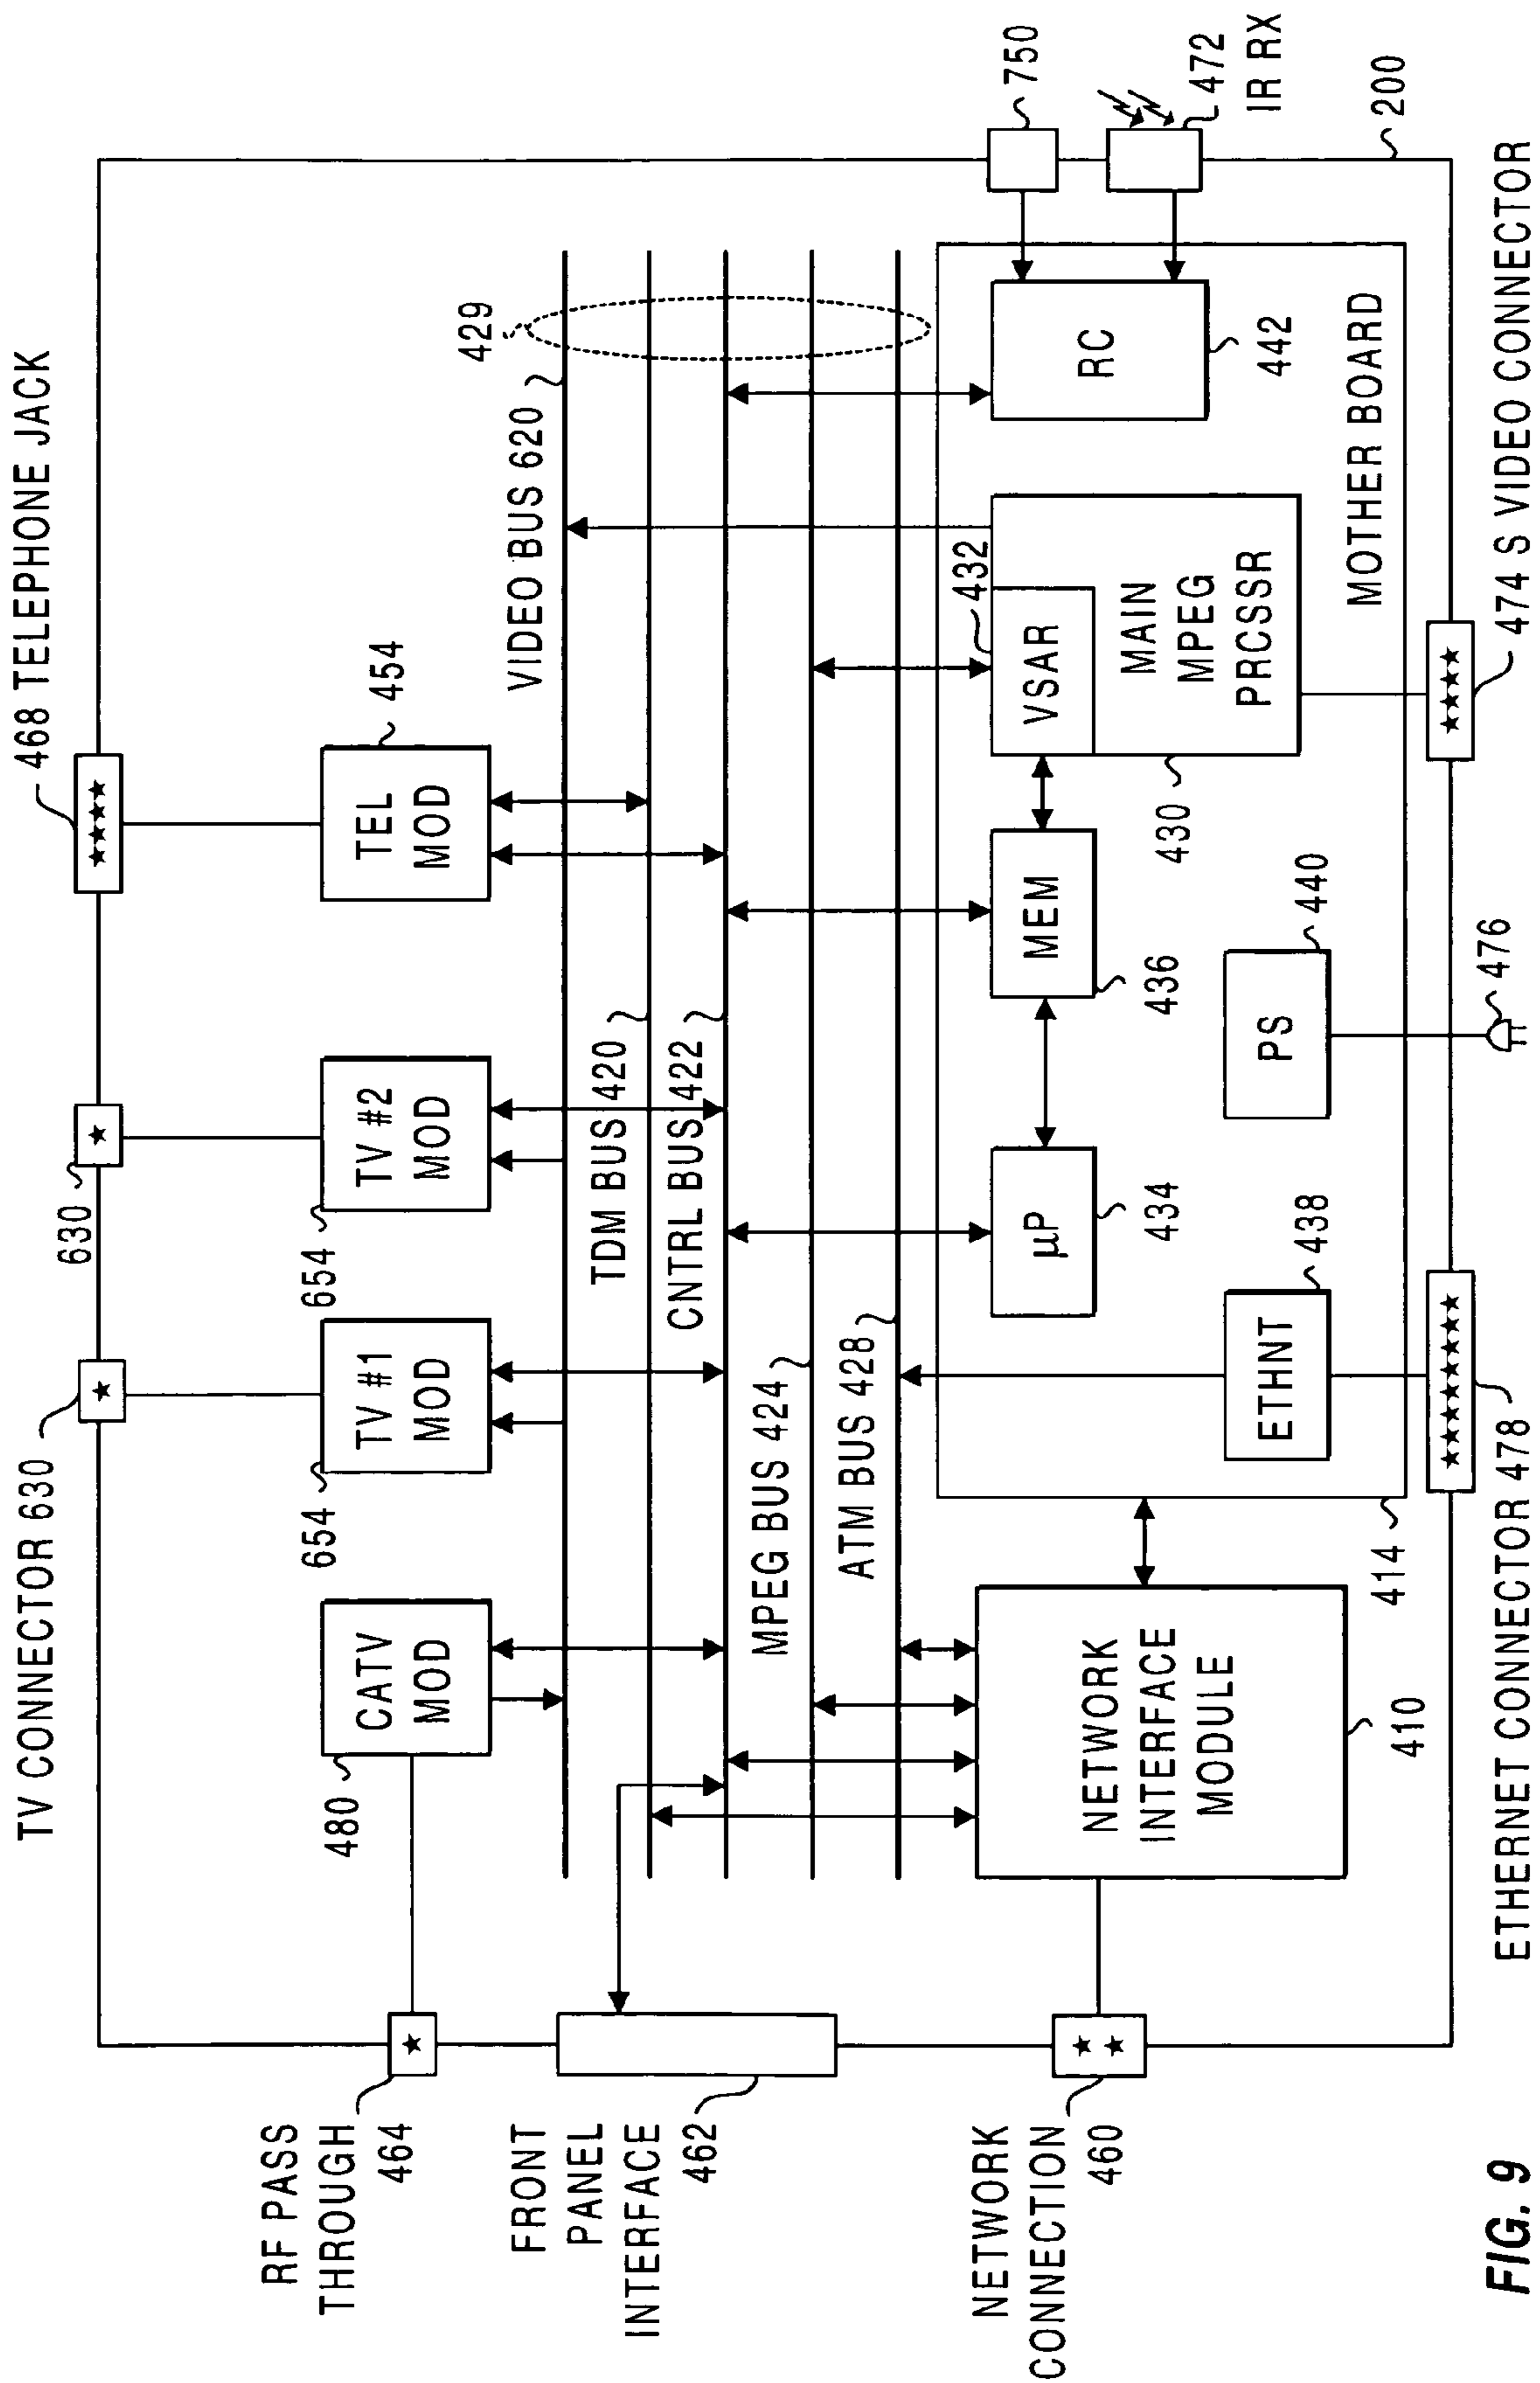 TV CONNECTOR 630
630
468 TELEPHONE JACK
RF PASS
THROUGH
464
480
CATV
MOD
654
TV #1
MOD
654
TV #2
MOD
TEL
MOD
454
429
VIDEO BUS 620
TDM BUS 420
CNTRL BUS 422
MPEG BUS 424
ATM BUS 428
FRONT
PANEL
INTERFACE
462
NETWORK
CONNECTION
460
NETWORK
INTERFACE
MODULE
410
414
µP
434
MEM
436
VSAR
432
MAIN
MPEG
PRCSSR
430
RC
442
750
472
IR RX
ETHNT
438
PS
440
MOTHER BOARD
200
ETHERNET CONNECTOR 478
476
474 S VIDEO CONNECTOR
FIG. 9